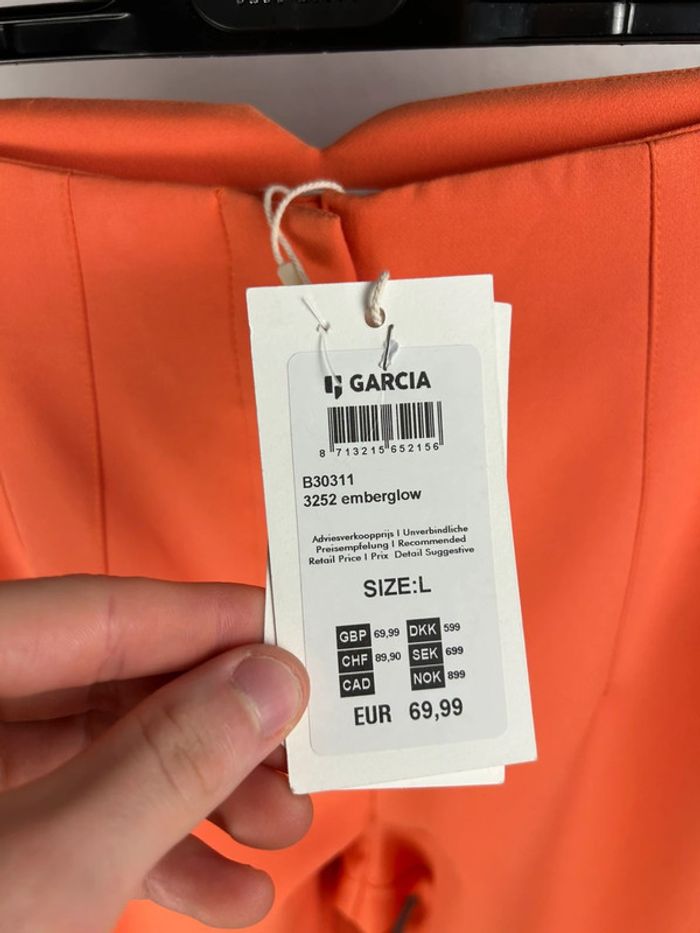 GARCIA
8 713215 652156
B30311
3252 emberglow
Adviesverkoopprijs | Unverbindliche
Preisempfelung | Recommended
Retail Price | Prix Detail Suggestive
SIZE:L
GBP 69,99 DKK 599
CHF 89,90 SEK 699
CAD NOK 899
EUR 69,99